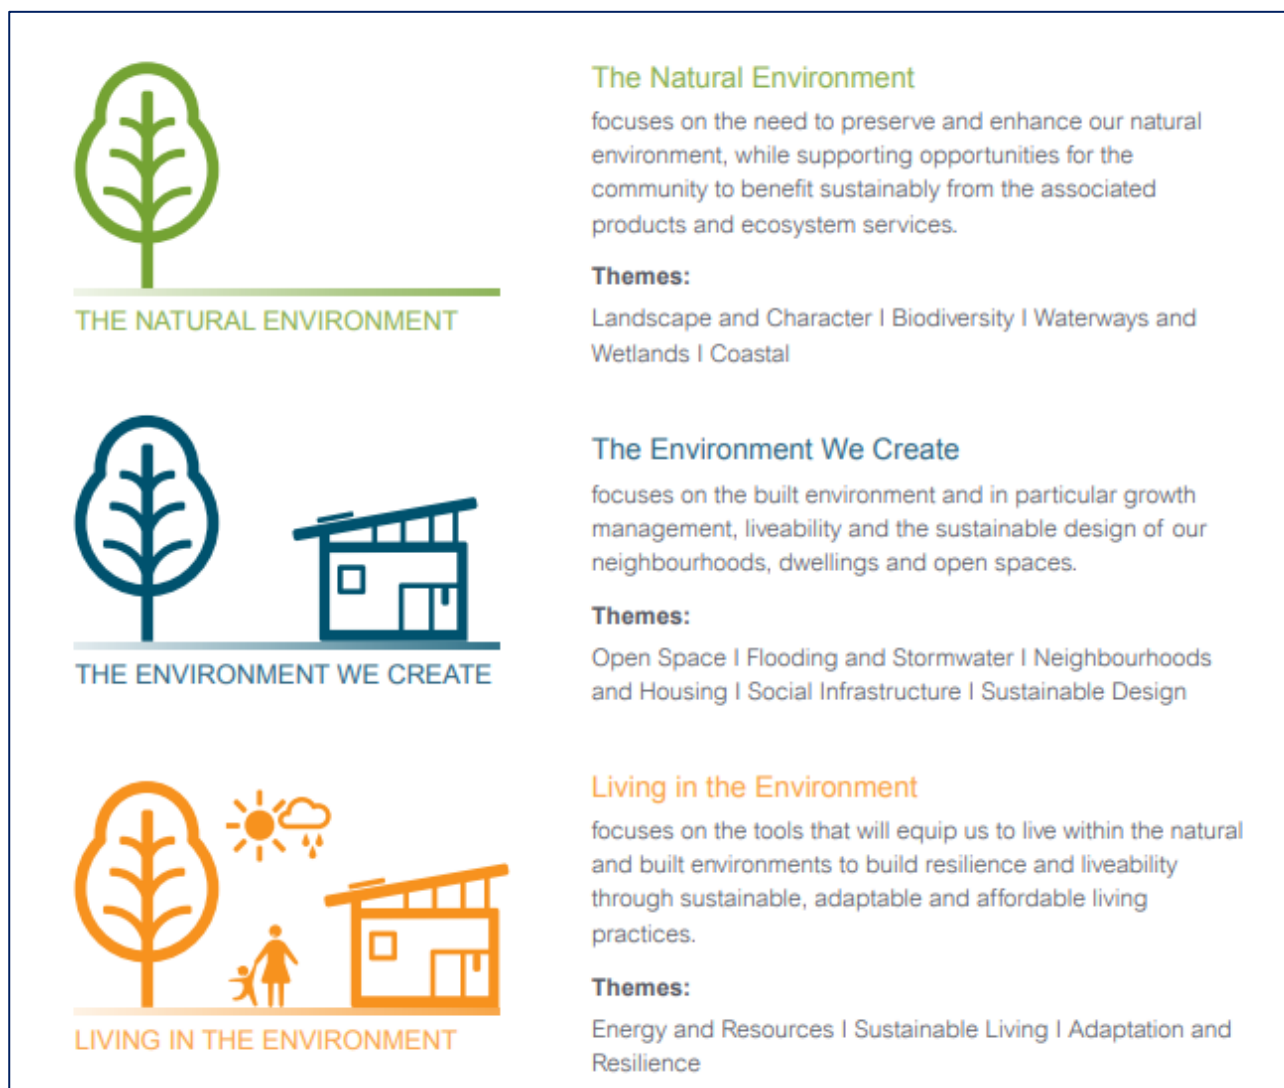 The Natural Environment
focuses on the need to preserve and enhance our natural
environment, while supporting opportunities for the
community to benefit sustainably from the associated
products and ecosystem services.
Themes:
Landscape and Character I Biodiversity I Waterways and
Wetlands I Coastal
THE NATURAL ENVIRONMENT
The Environment We Create
focuses on the built environment and in particular growth
management, liveability and the sustainable design of our
neighbourhoods, dwellings and open spaces.
Themes:
Open Space I Flooding and Stormwater I Neighbourhoods
and Housing I Social Infrastructure I Sustainable Design
THE ENVIRONMENT WE CREATE
Living in the Environment
focuses on the tools that will equip us to live within the natural
and built environments to build resilience and liveability
through sustainable, adaptable and affordable living
practices.
Themes:
Energy and Resources I Sustainable Living I Adaptation and
Resilience
LIVING IN THE ENVIRONMENT